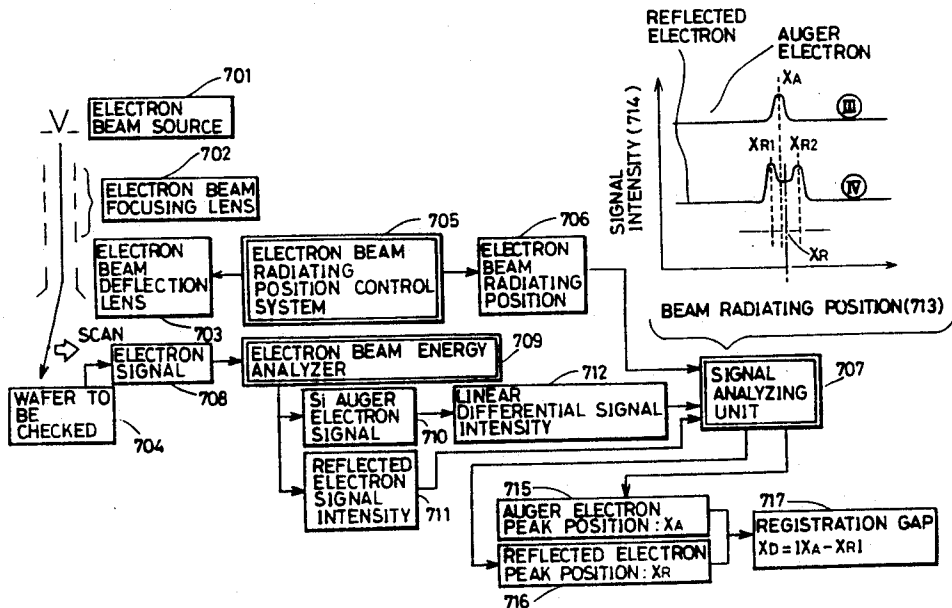 REFLECTED
ELECTRON
AUGER
ELECTRON
XA
III
XR1
XR2
IV
XR
SIGNAL
INTENSITY(714)
BEAM RADIATING POSITION(713)
701
ELECTRON
BEAM SOURCE
702
ELECTRON BEAM
FOCUSING LENS
705
706
ELECTRON
BEAM
DEFLECTION
LENS
ELECTRON BEAM
RADIATING
POSITION CONTROL
SYSTEM
ELECTRON
BEAM
RADIATING
POSITION
SCAN
703
ELECTRON
SIGNAL
708
709
ELECTRON BEAM ENERGY
ANALYZER
WAFER TO
BE
CHECKED
704
Si AUGER
ELECTRON
SIGNAL
710
712
LINEAR
DIFFERENTIAL SIGNAL
INTENSITY
SIGNAL
ANALYZING
UNIT
707
REFLECTED
ELECTRON
SIGNAL
INTENSITY
711
715
AUGER ELECTRON
PEAK POSITION : XA
REFLECTED ELECTRON
PEAK POSITION: XR
716
717
REGISTRATION GAP
XD = |XA - XR|